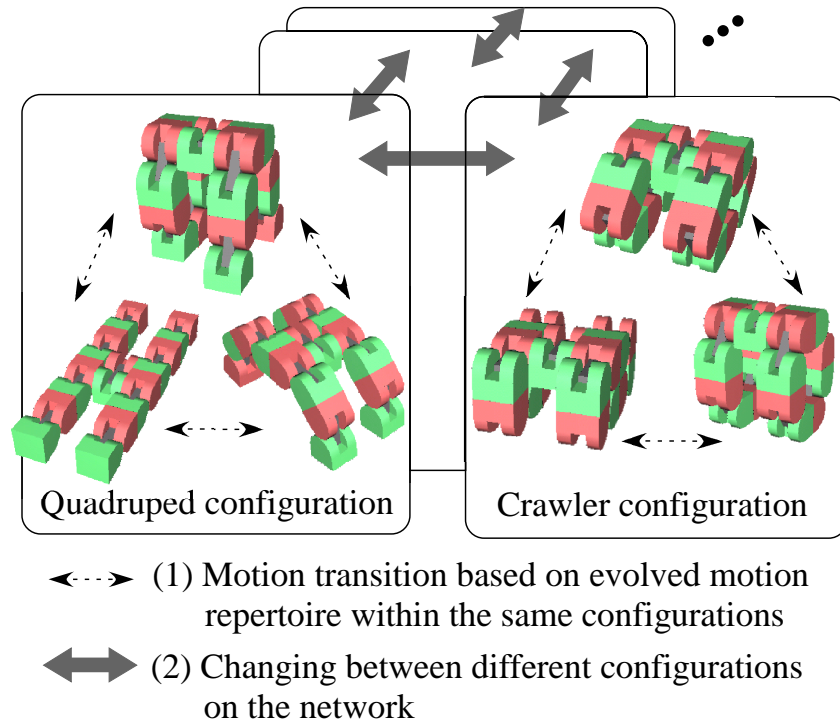 Quadruped configuration
Crawler configuration
(1) Motion transition based on evolved motion
repertoire within the same configurations
(2) Changing between different configurations
on the network